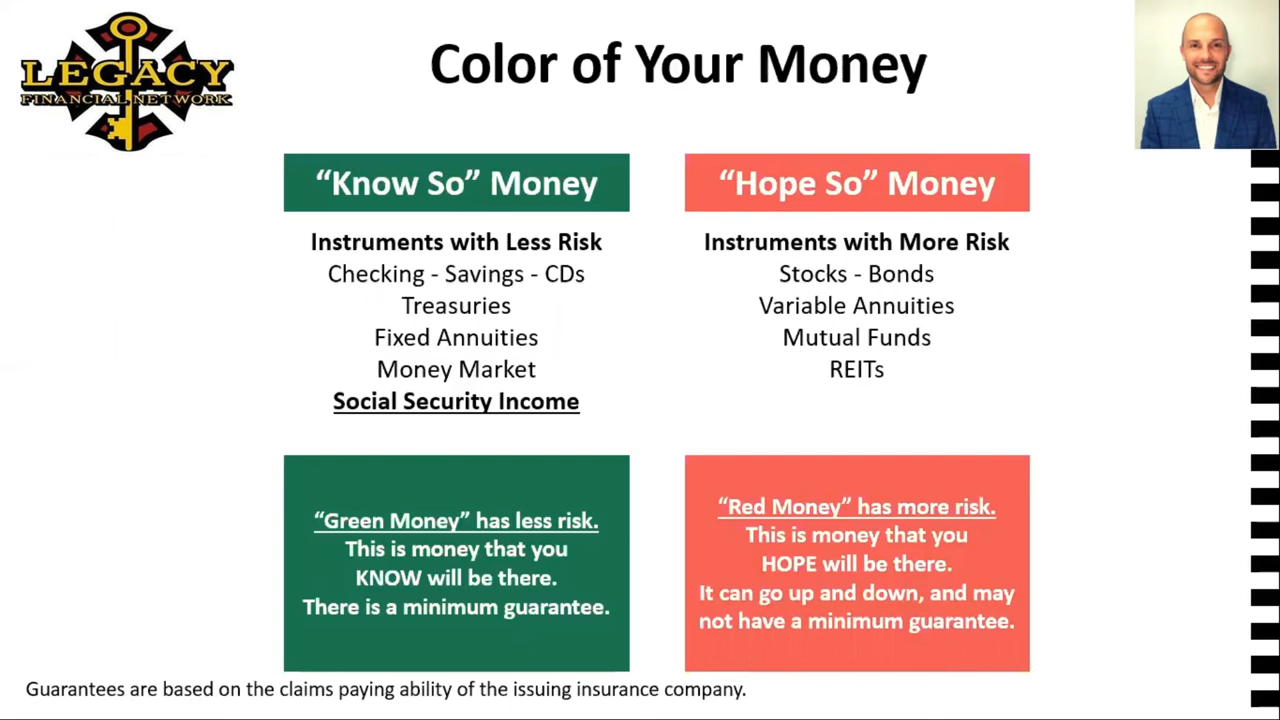 LEGACY
FINANCIAL NETWORK
Color of Your Money
“Know So” Money
Instruments with Less Risk
Checking - Savings - CDs
Treasuries
Fixed Annuities
Money Market
Social Security Income
“Green Money” has less risk.
This is money that you
KNOW will be there.
There is a minimum guarantee.
“Hope So” Money
Instruments with More Risk
Stocks - Bonds
Variable Annuities
Mutual Funds
REITs
“Red Money” has more risk.
This is money that you
HOPE will be there.
It can go up and down, and may
not have a minimum guarantee.
Guarantees are based on the claims paying ability of the issuing insurance company.